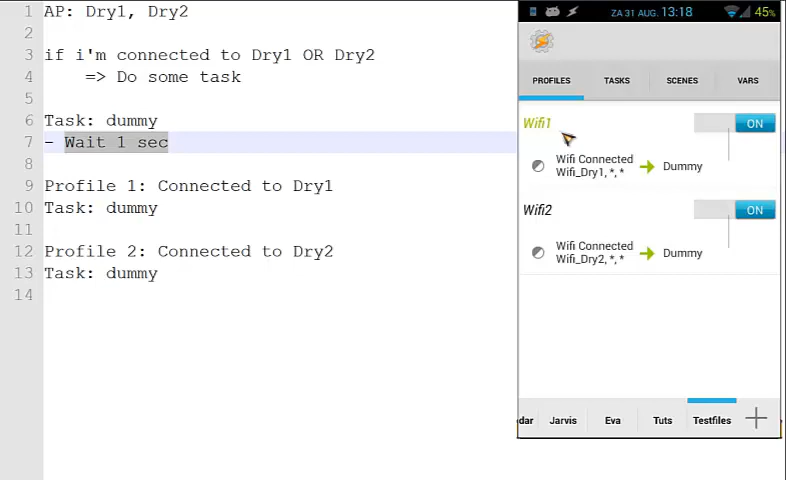 1 AP: Dry1, Dry2
2
3 if i'm connected to Dry1 OR Dry2
4 => Do some task
5
6 Task: dummy
7 - Wait 1 sec
8
9 Profile 1: Connected to Dry1
10 Task: dummy
11
12 Profile 2: Connected to Dry2
13 Task: dummy
14
ZA 31 AUG. 13:18 45%
PROFILES TASKS SCENES VARS
Wifi1 ON
Wifi Connected
Wifi_Dry1, *, * Dummy
Wifi2 ON
Wifi Connected
Wifi_Dry2, *, * Dummy
dar Jarvis Eva Tuts Testfiles